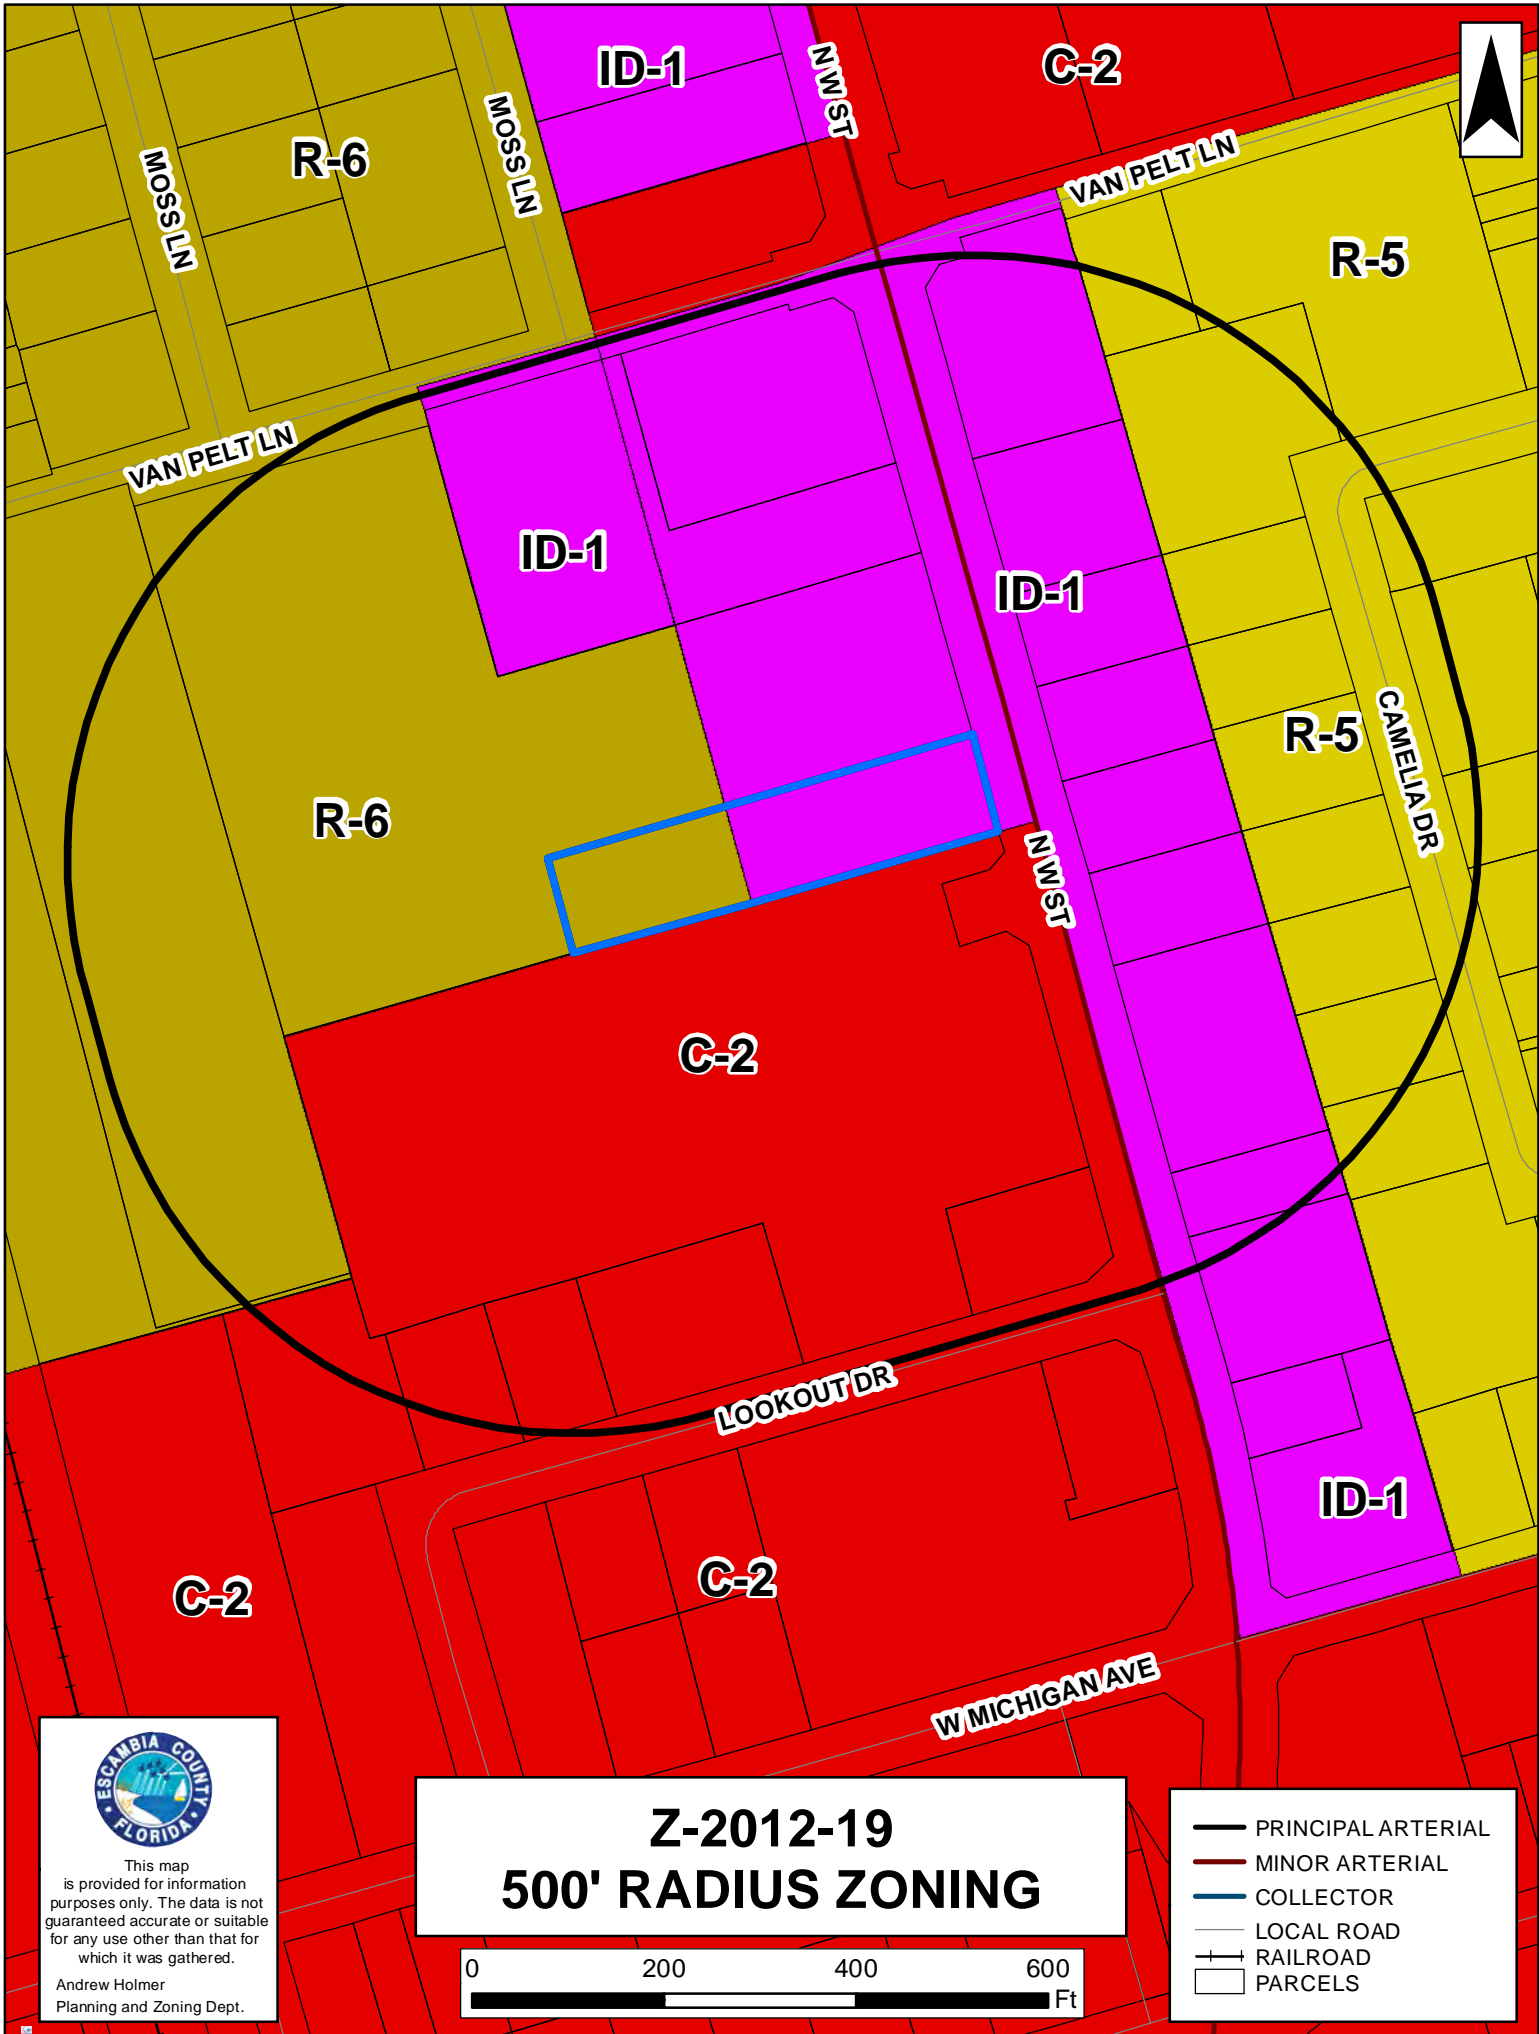 ID-1
N W ST
C-2
MOSS LN
R-6
MOSS LN
VAN PELT LN
R-5
VAN PELT LN
ID-1
ID-1
R-5
CAMELIA DR
R-6
N W ST
C-2
LOOKOUT DR
ID-1
C-2
C-2
W MICHIGAN AVE
ESCAMBIA COUNTY
FLORIDA
This map
is provided for information
purposes only. The data is not
guaranteed accurate or suitable
for any use other than that for
which it was gathered.
Andrew Holmer
Planning and Zoning Dept.
Z-2012-19
500' RADIUS ZONING
0 200 400 600
Ft
PRINCIPAL ARTERIAL
MINOR ARTERIAL
COLLECTOR
LOCAL ROAD
RAILROAD
PARCELS